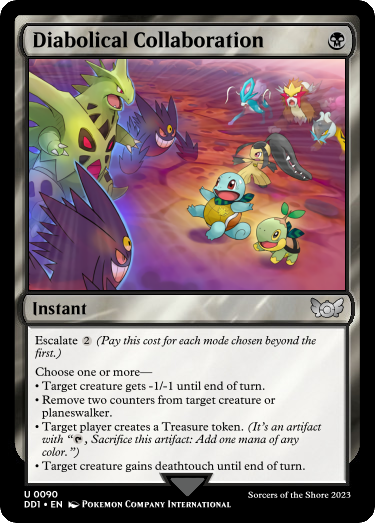 Diabolical Collaboration
Instant
Escalate 2 (Pay this cost for each mode chosen beyond the
first.)
Choose one or more—
• Target creature gets -1/-1 until end of turn.
• Remove two counters from target creature or
planeswalker.
• Target player creates a Treasure token. (It's an artifact
with “, Sacrifice this artifact: Add one mana of any
color.”)
• Target creature gains deathtouch until end of turn.
U 0090
DD1 • EN Pokemon Company International
Sorcers of the Shore 2023